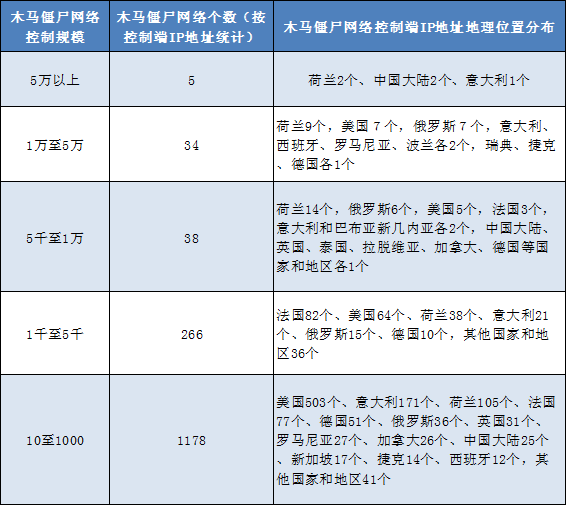 木马僵尸网络
控制规模
木马僵尸网络个数（按
控制端IP地址统计）
木马僵尸网络控制端IP地址地理位置分布
5万以上
5
荷兰2个、中国大陆2个、意大利1个
1万至5万
34
荷兰9个，美国７个，俄罗斯７个，意大利、
西班牙、罗马尼亚、波兰各2个，瑞典、捷克
、德国各1个
5千至1万
38
荷兰14个，俄罗斯6个，美国5个，法国3个，
意大利和巴布亚新几内亚各2个，中国大陆、
英国、泰国、拉脱维亚、加拿大、德国等国
家和地区各1个
1千至5千
266
法国82个、美国64个、荷兰38个、意大利21
个、俄罗斯15个、德国10个，其他国家和地
区36个
10至1000
1178
美国503个、意大利171个、荷兰105个、法国
77个、德国51个、俄罗斯36个、英国31个、
罗马尼亚27个、加拿大26个、中国大陆25个
、新加坡17个、捷克14个、西班牙12个，其
他国家和地区41个